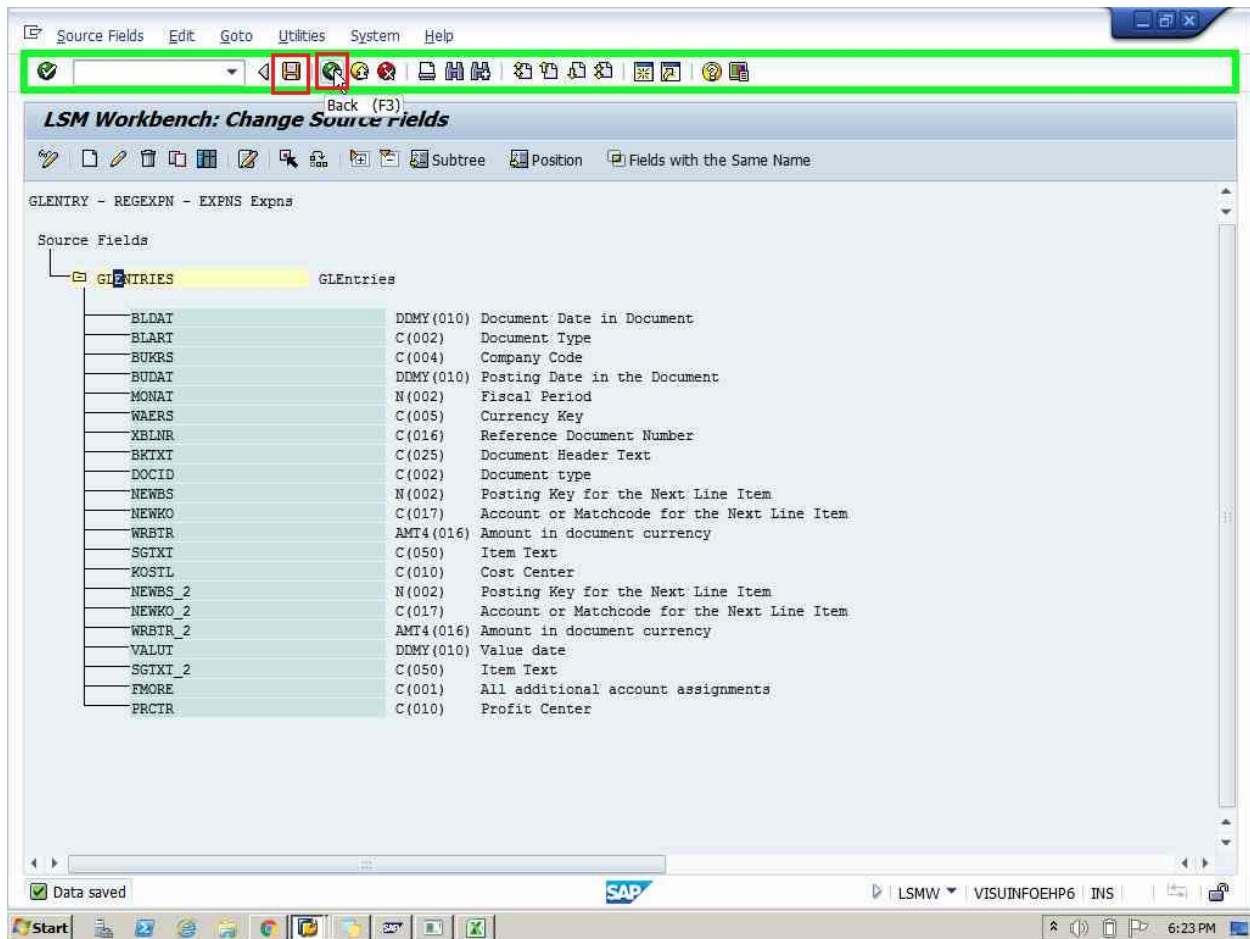 Source Fields Edit Goto Utilities System Help
Back (F3)
LSM Workbench: Change Source Fields
Subtree Position Fields with the Same Name
GLENTRY - REGEXPN - EXPNS Expns
Source Fields
GLENTRIES GLEntries
BLDAT DDMY(010) Document Date in Document
BLART C(002) Document Type
BUKRS C(004) Company Code
BUDAT DDMY(010) Posting Date in the Document
MONAT N(002) Fiscal Period
WAERS C(005) Currency Key
XBLNR C(016) Reference Document Number
BKTXT C(025) Document Header Text
DOCID C(002) Document type
NEWBS N(002) Posting Key for the Next Line Item
NEWKO C(017) Account or Matchcode for the Next Line Item
WRBTR AMT4(016) Amount in document currency
SGTXT C(050) Item Text
KOSTL C(010) Cost Center
NEWBS_2 N(002) Posting Key for the Next Line Item
NEWKO_2 C(017) Account or Matchcode for the Next Line Item
WRBTR_2 AMT4(016) Amount in document currency
VALUT DDMY(010) Value date
SGTXT_2 C(050) Item Text
FMORE C(001) All additional account assignments
PRCTR C(010) Profit Center
Data saved SAP LSMW VISUINFOEHP6 INS
Start 6:23 PM